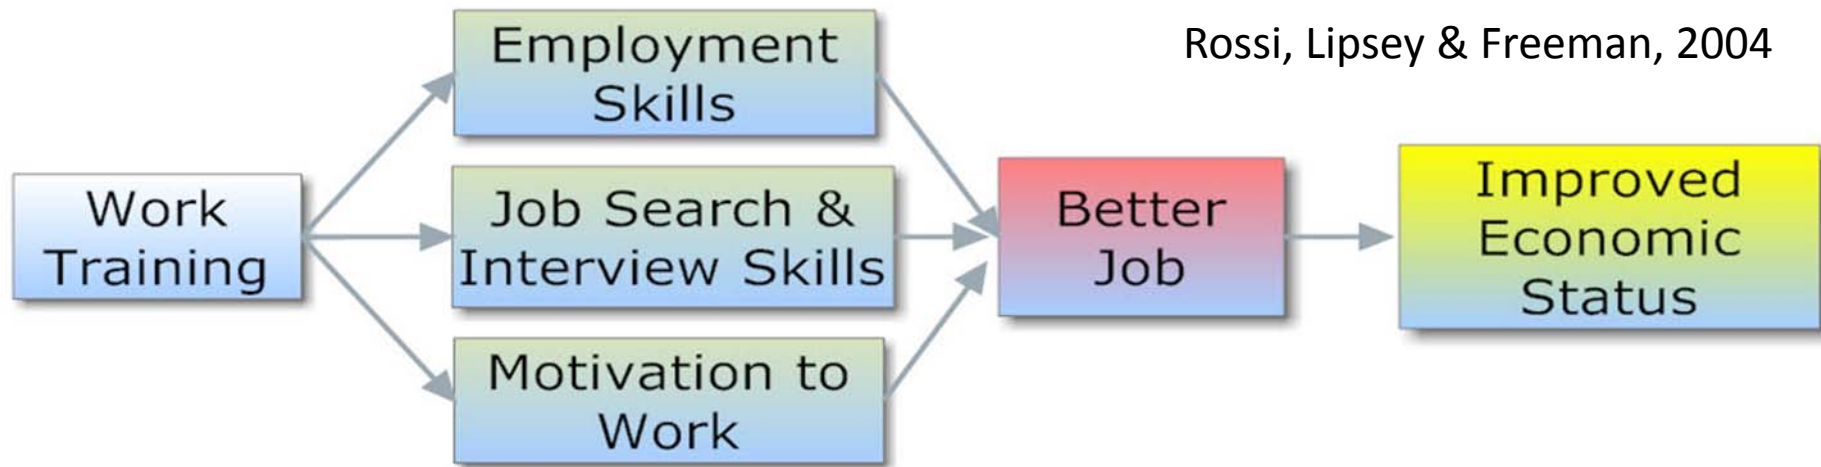 Rossi, Lipsey & Freeman, 2004
Work
Training
Employment
Skills
Job Search &
Interview Skills
Motivation to
Work
Better
Job
Improved
Economic
Status